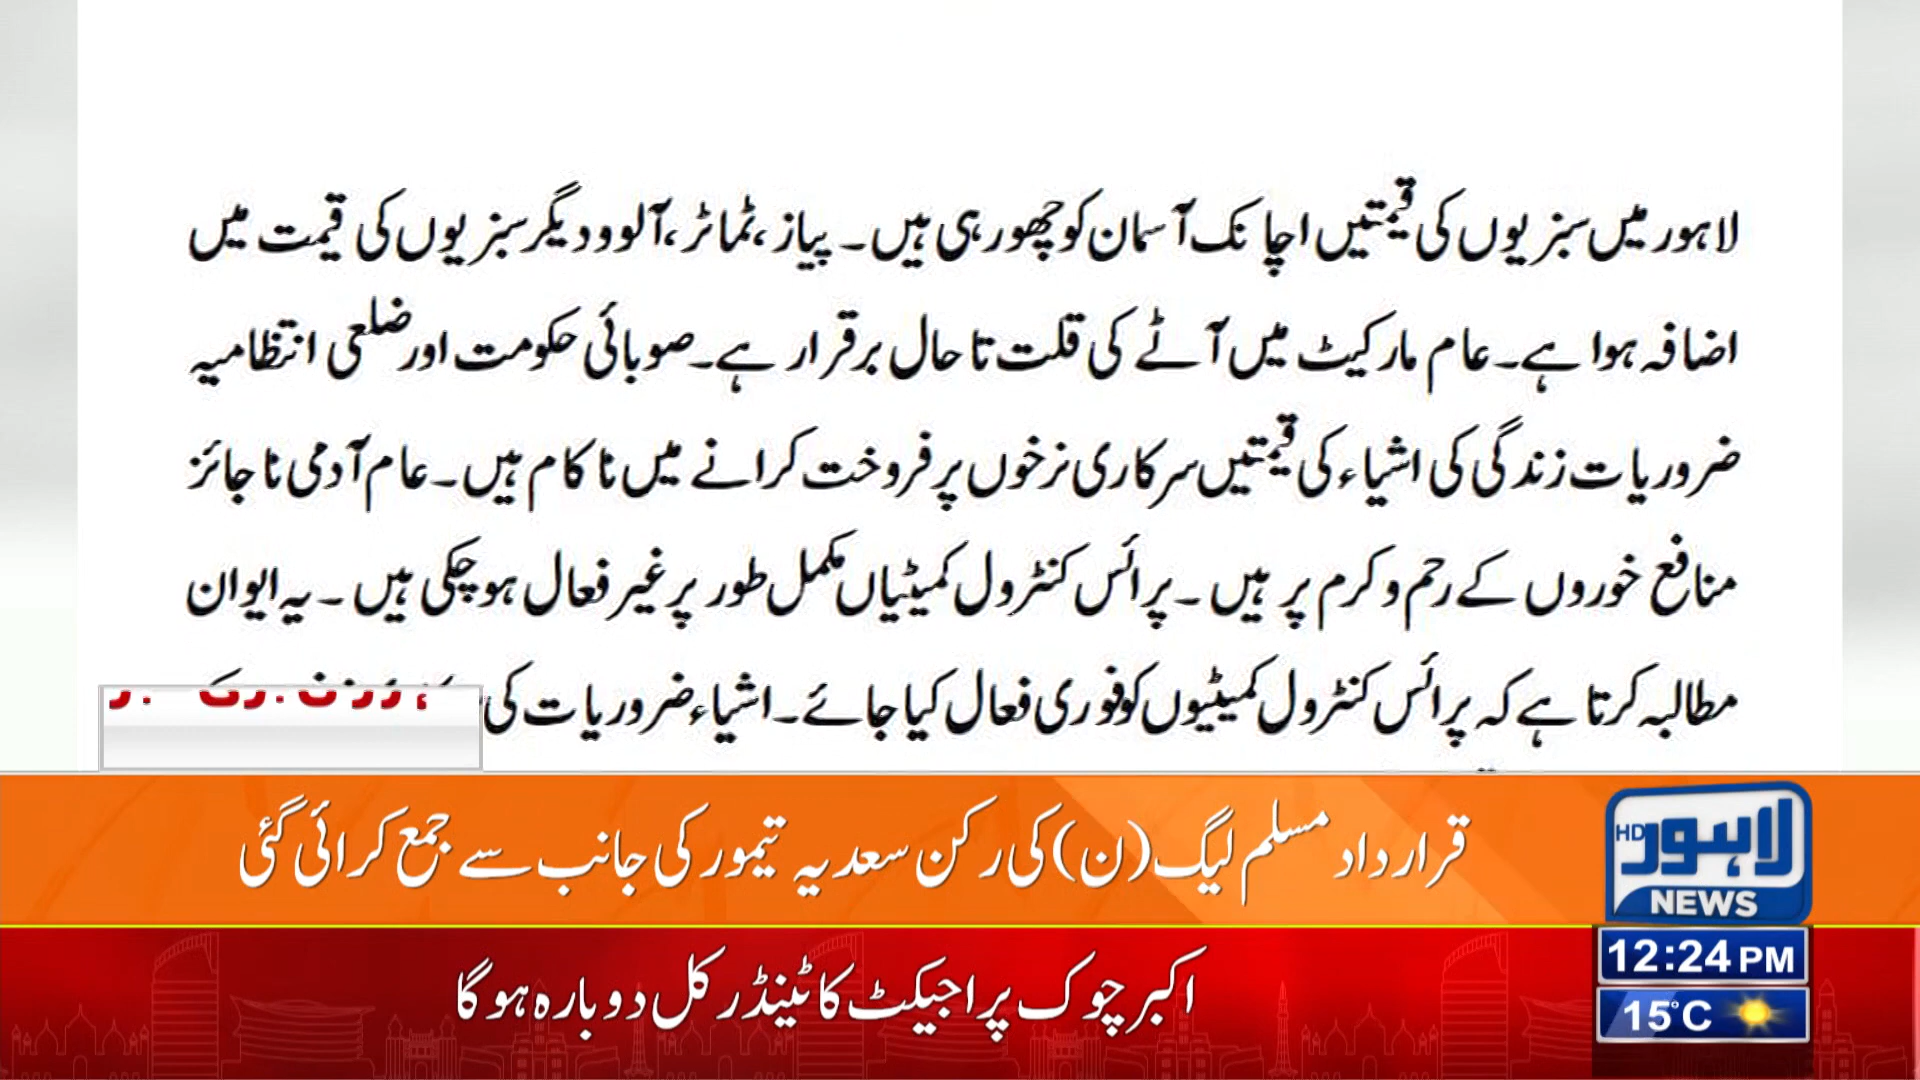 لاہور میں سبزیوں کی قیمتیں اچانک آسمان کو چھو رہی ہیں۔ پیاز، ٹماٹر، آلو و دیگر سبزیوں کی قیمت میں
اضافہ ہوا ہے۔ عام مارکیٹ میں آٹے کی قلت تاحال برقرار ہے۔ صوبائی حکومت اور ضلعی انتظامیہ
ضروریات زندگی کی اشیاء کی قیمتیں سرکاری نرخوں پر فروخت کرانے میں ناکام ہیں۔ عام آدمی ناجائز
منافع خوروں کے رحم و کرم پر ہیں۔ پرائس کنٹرول کمیٹیاں مکمل طور پر غیر فعال ہو چکی ہیں۔ یہ ایوان
مطالبہ کرتا ہے کہ پرائس کنٹرول کمیٹیوں کو فوری فعال کیا جائے۔ اشیاء ضروریات کی
قرارداد مسلم لیگ (ن) کی رکن سعدیہ تیمور کی جانب سے جمع کرائی گئی
لاہور HD
NEWS
اکبر چوک پراجیکٹ کا ٹینڈر کل دوبارہ ہوگا
12:24 PM
15°C